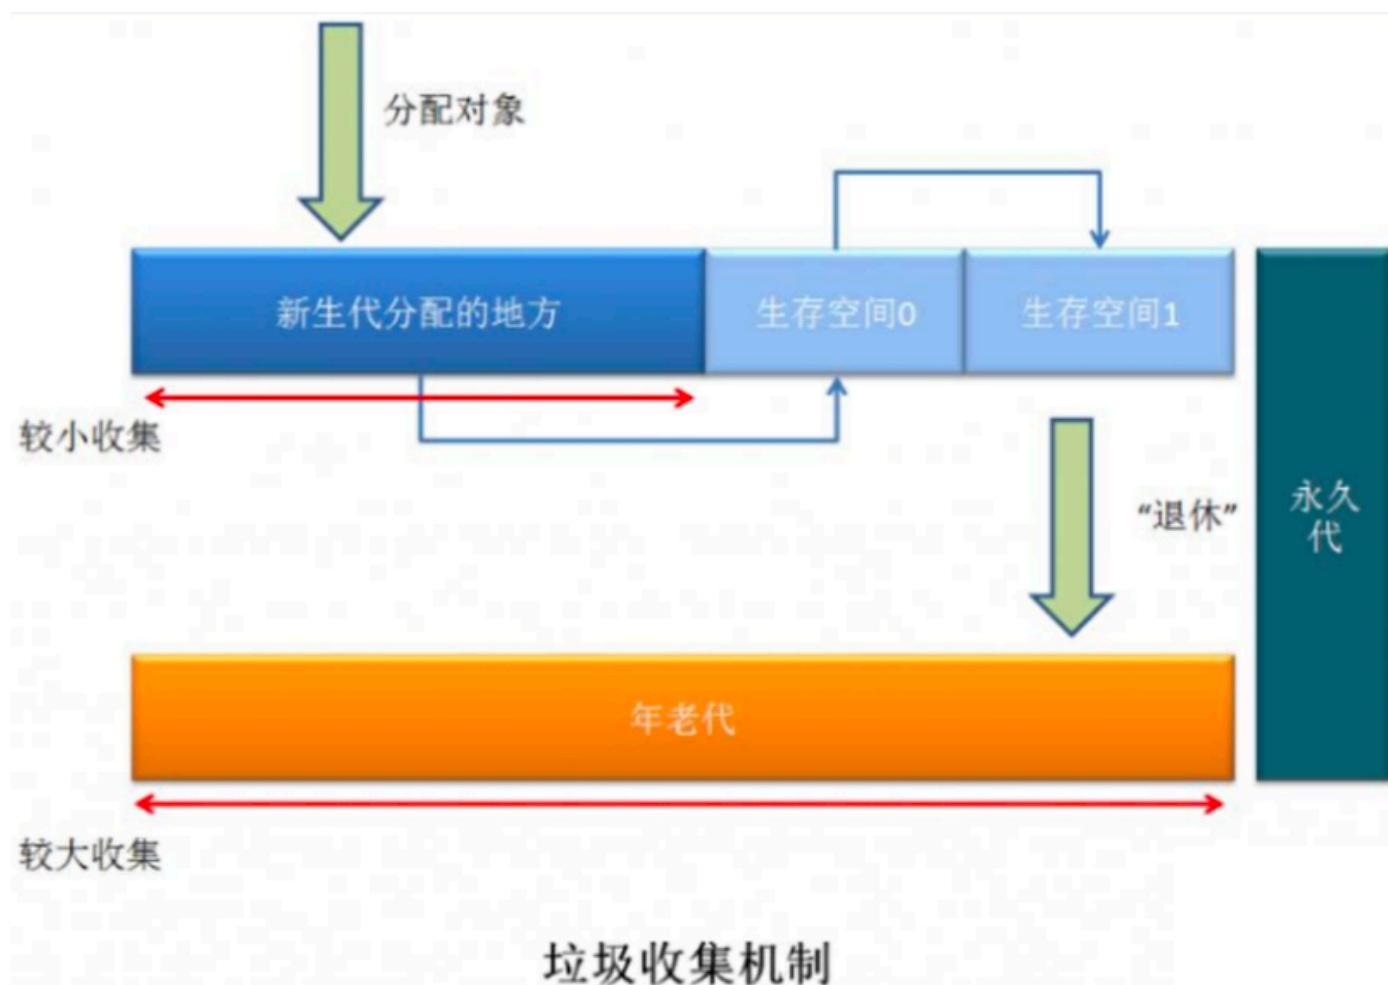 分配对象
新生代分配的地方
生存空间0
生存空间1
较小收集
“退休”
永久
代
年老代
较大收集
垃圾收集机制